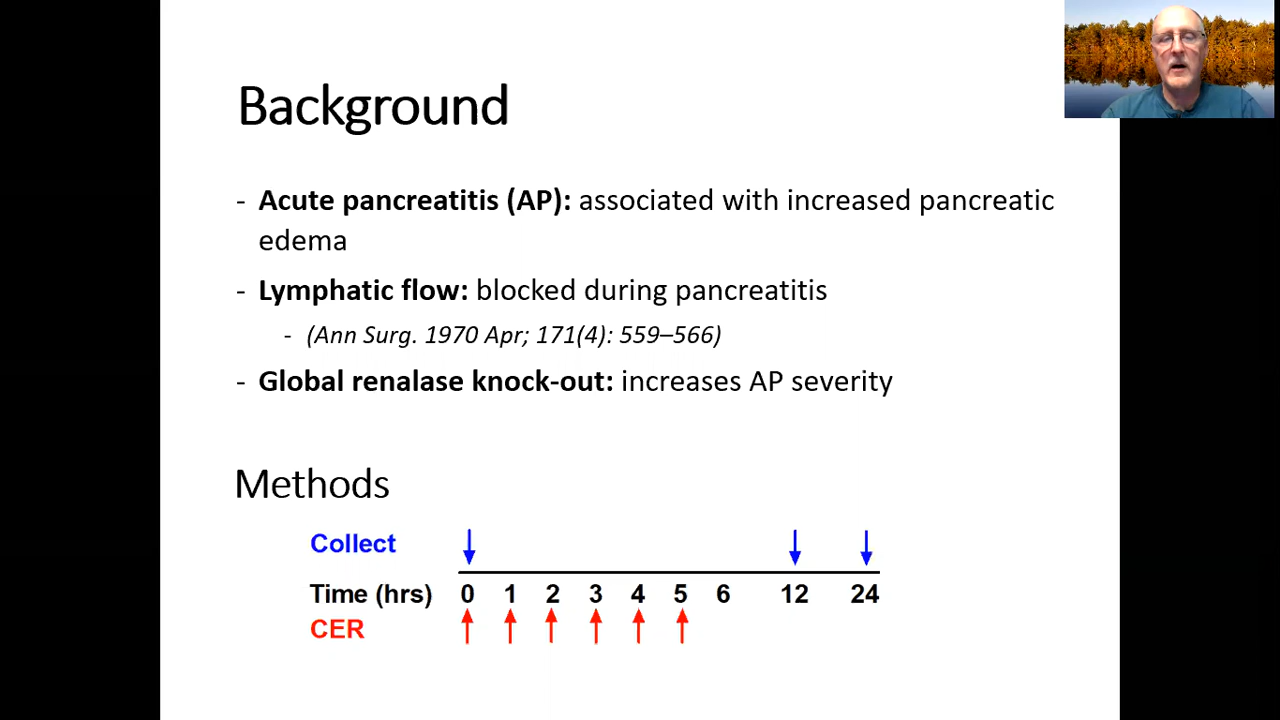 Background
- Acute pancreatitis (AP): associated with increased pancreatic
edema
- Lymphatic flow: blocked during pancreatitis
- (Ann Surg. 1970 Apr; 171(4): 559–566)
- Global renalase knock-out: increases AP severity
Methods
Collect
Time (hrs) 0 1 2 3 4 5 6 12 24
CER